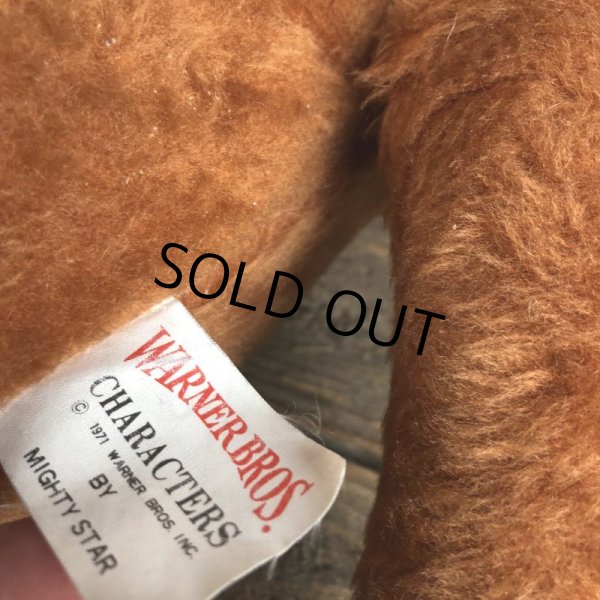 SOLD OUT
WARNER BROS.
CHARACTERS
© 1971 WARNER BROS. INC.
BY
MIGHTY STAR